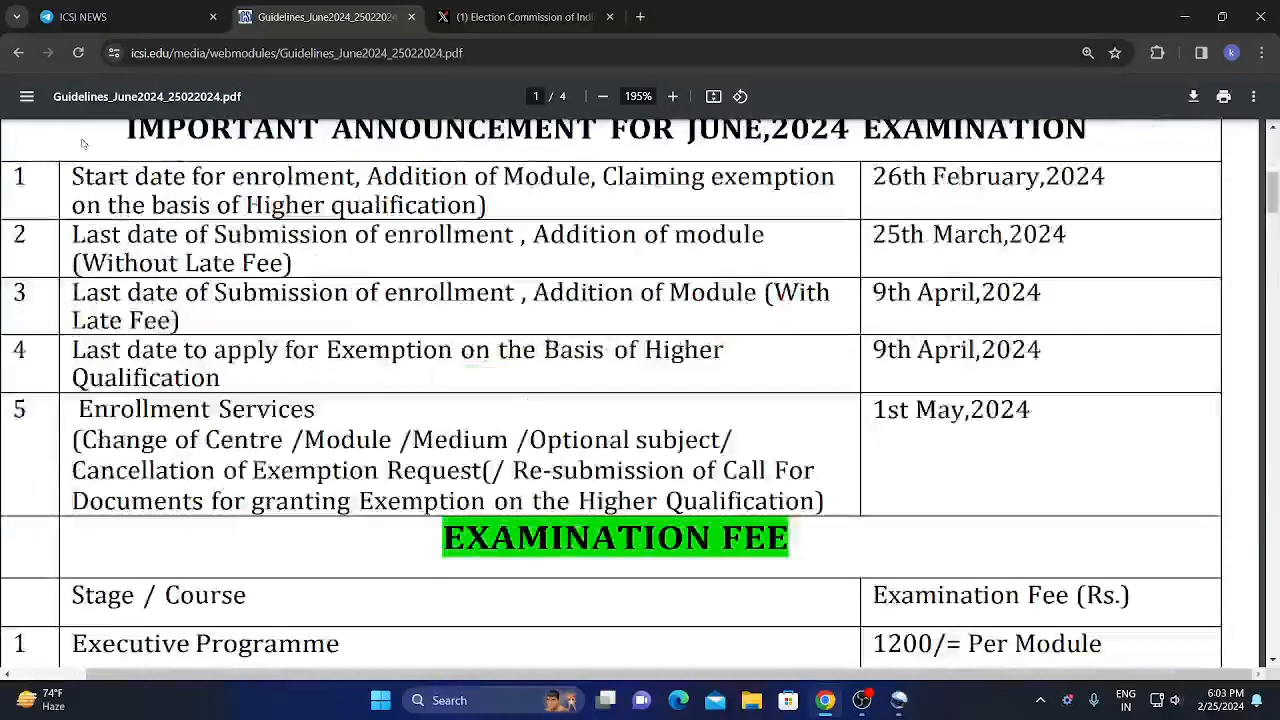 ICSI NEWS
Guidelines_June2024_25022024.p
(1) Election Commission of Indi
icsi.edu/media/webmodules/Guidelines_June2024_25022024.pdf
k
Guidelines_June2024_25022024.pdf
1 / 4
195%
IMPORTANT ANNOUNCEMENT FOR JUNE,2024 EXAMINATION
1 Start date for enrolment, Addition of Module, Claiming exemption 26th February,2024
on the basis of Higher qualification)
2 Last date of Submission of enrollment , Addition of module 25th March,2024
(Without Late Fee)
3 Last date of Submission of enrollment , Addition of Module (With 9th April,2024
Late Fee)
4 Last date to apply for Exemption on the Basis of Higher 9th April,2024
Qualification
5 Enrollment Services 1st May,2024
(Change of Centre /Module /Medium /Optional subject/
Cancellation of Exemption Request(/ Re-submission of Call For
Documents for granting Exemption on the Higher Qualification)
EXAMINATION FEE
Stage / Course Examination Fee (Rs.)
1 Executive Programme 1200/= Per Module
74°F
Haze
Search
ENG
IN
6:03 PM
2/25/2024